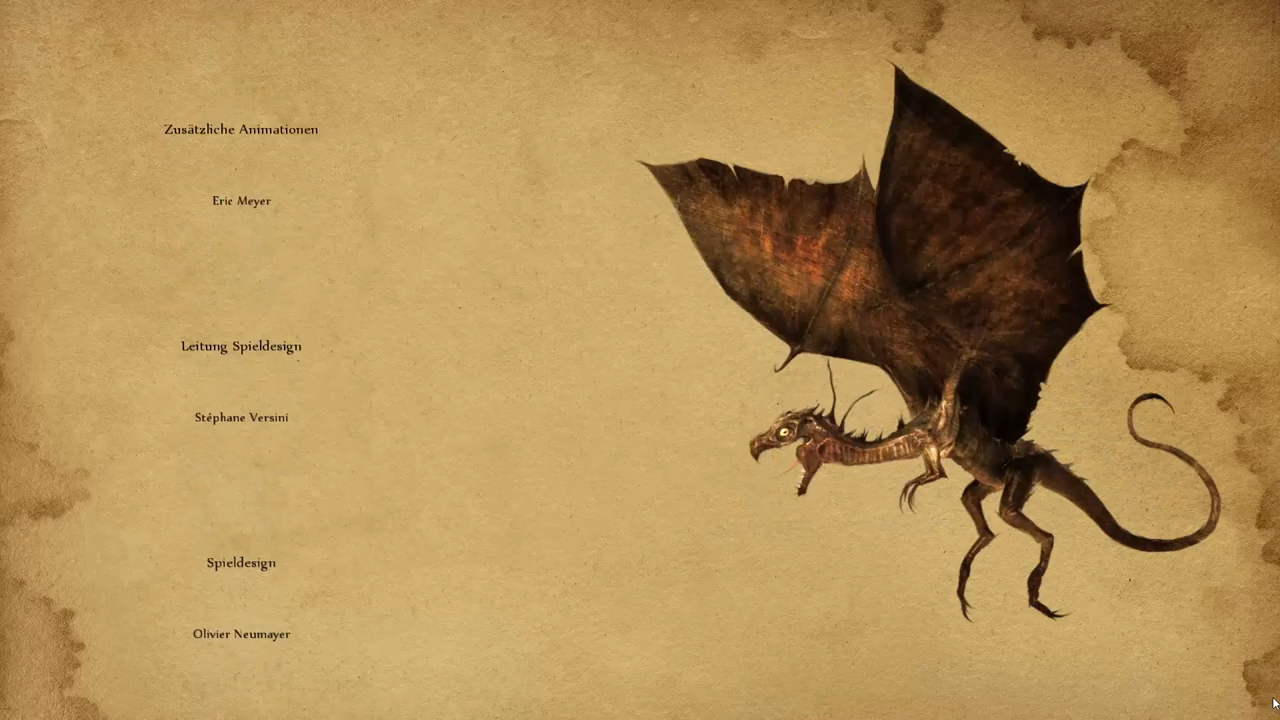 Zusätzliche Animationen
Eric Meyer
Leitung Spieldesign
Stéphane Versini
Spieldesign
Olivier Neumayer